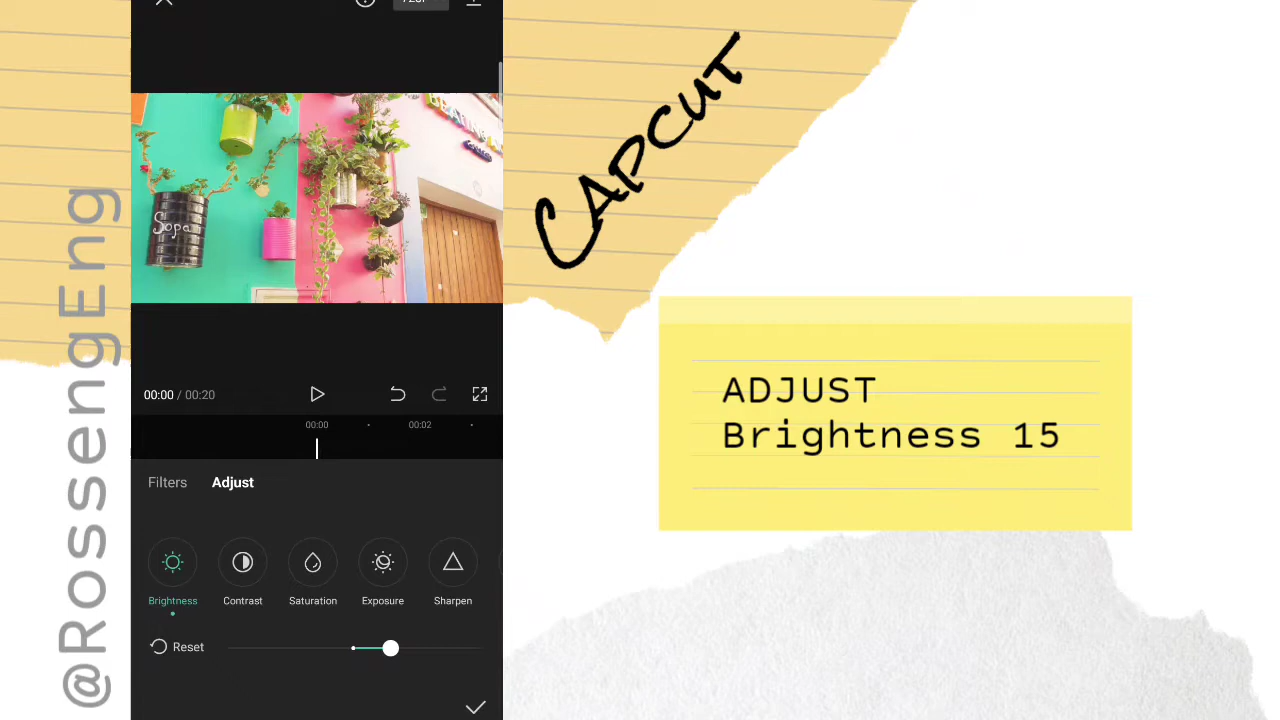 CAPCUT
@RossengEng
Sopa
00:00 / 00:20
00:00
00:02
Filters
Adjust
Brightness
Contrast
Saturation
Exposure
Sharpen
Reset
ADJUST
Brightness 15